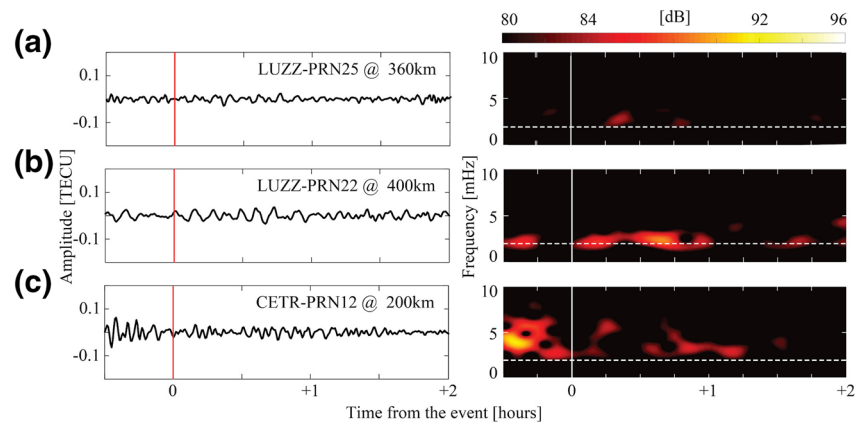 80 84 [dB] 92 96
(a)
LUZZ-PRN25 @ 360km
0.1
-0.1
10
5
0
(b)
LUZZ-PRN22 @ 400km
0.1
-0.1
10
5
0
(c)
CETR-PRN12 @ 200km
0.1
-0.1
10
5
0
Amplitude [TECU]
Frequency [mHz]
0 +1 +2
0 +1 +2
Time from the event [hours]